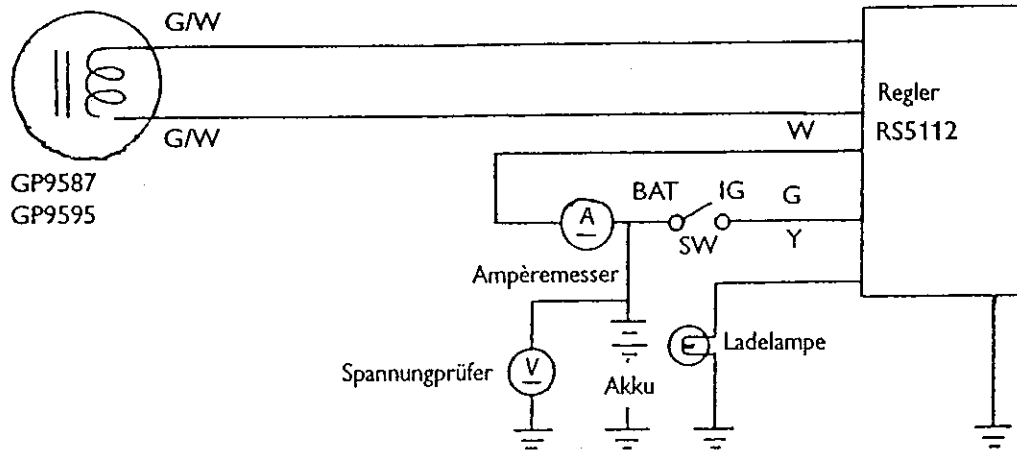 G/W
Regler
RS5112
G/W
W
GP9587
GP9595
BAT IG G
A
SW Y
Ampèremesser
Ladelampe
Spannungprüfer
V
Akku